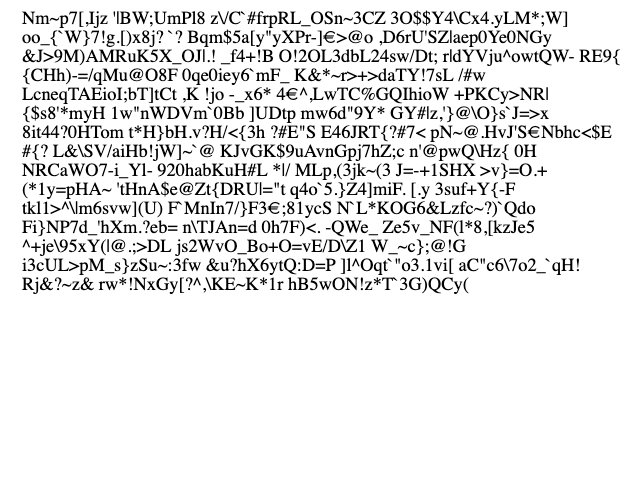 Nm~p7[,Ijz '|BW;UmPl8 z\/C`#frpRL_OSn~3CZ 3O$$Y4\Cx4.yLM*;W]
oo_{`W}7!g.[)x8j?`? Bqm$5a[y"yXPr-]€>@o ,D6rU'SZ|aep0Ye0NGy
&J>9M)AMRuK5X_OJ|.! _f4+!B O!2OL3dbL24sw/Dt; r|dYVju^owtQW- RE9{
{CHh)-=/qMu@O8F 0qe0iey6`mF_ K&*~r>+>daTY!7sL /#w
LcneqTAEioI;bT]tCt ,K !jo -_x6* 4€^,LwTC%GQIhioW +PKCy>NR|
{$s8'*myH 1w"nWDVm`0Bb ]UDtp mw6d"9Y* GY#|z,'}@\O}s`J=>x
8it44?0HTom t*H}bH.v?H/<{3h ?#E"S E46JRT{?#7< pN~@.HvJ'S€Nbhc<$E
#{? L&\SV/aiHb!jW]~`@ KJvGK$9uAvnGpj7hZ;c n'@pwQ\Hz{ 0H
NRCaWO7-i_Yl- 920habKuH#L *|/ MLp,(3jk~(3 J=-+1SHX >v}=O.+
(*1y=pHA~ 'tHnA$e@Zt{DRU|="t q4o`5.}Z4]miF. [.y 3suf+Y{-F
tkl1>^\|m6svw](U) F`MnIn7/}F3€;81ycS N`L*KOG6&Lzfc~?)`Qdo
Fi}NP7d_'hXm.?eb= n\TJAn=d 0h7F)<. -QWe_ Ze5v_NF(l*8,[kzJe5
^+je\95xY(|@.;>DL js2WvO_Bo+O=vE/D\Z1 W_~c};@!G
i3cUL>pM_s}zSu~:3fw &u?hX6ytQ:D=P ]l^Oqt`"o3.1vi[ aC"c6\7o2_`qH!
Rj&?~z& rw*!NxGy[?^,\KE~K*1r hB5wON!z*T`3G)QCy(